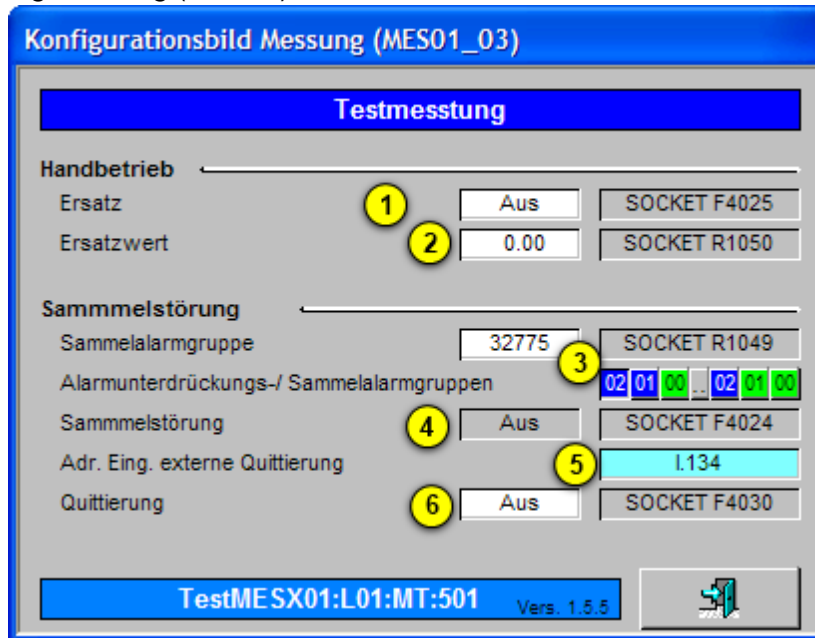 Konfigurationsbild Messung (MES01_03)
Testmesstung
Handbetrieb
Ersatz 1 Aus SOCKET F4025
Ersatzwert 2 0.00 SOCKET R1050
Sammmelstörung
Sammelalarmgruppe 32775 SOCKET R1049
3
Alarmunterdrückungs-/ Sammelalarmgruppen 02 01 00 .. 02 01 00
Sammmelstörung 4 Aus SOCKET F4024
Adr. Eing. externe Quittierung 5 I.134
Quittierung 6 Aus SOCKET F4030
TestMESX01:L01:MT:501 Vers. 1.5.5